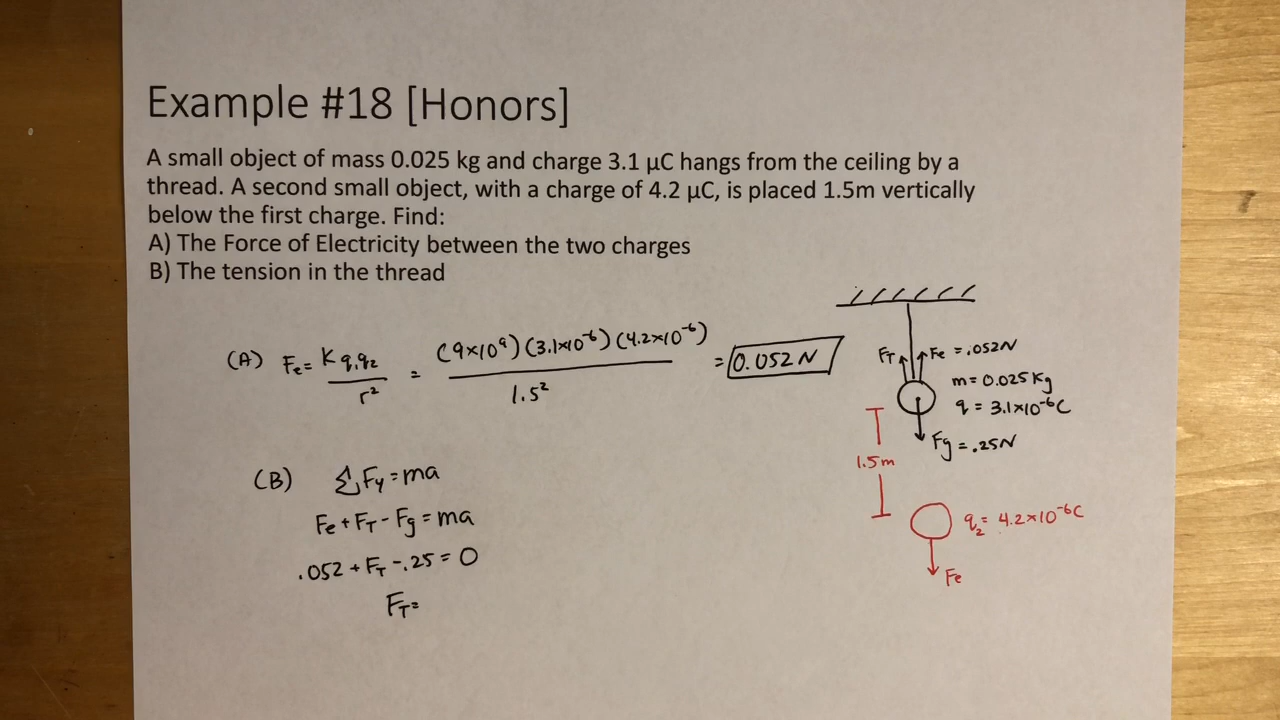 Example #18 [Honors]
A small object of mass 0.025 kg and charge 3.1 μC hangs from the ceiling by a
thread. A second small object, with a charge of 4.2 μC, is placed 1.5m vertically
below the first charge. Find:
A) The Force of Electricity between the two charges
B) The tension in the thread
(A) Fe = K q₁q₂ / r² = (9×10⁹)(3.1×10⁻⁶)(4.2×10⁻⁶) / 1.5² = 0.052 N
FT Fe = .052N
m = 0.025 Kg
q = 3.1×10⁻⁶C
Fg = .25N
1.5m
q₂ = 4.2×10⁻⁶C
Fe
(B) ΣFy = ma
Fe + FT - Fg = ma
.052 + FT - .25 = 0
FT =